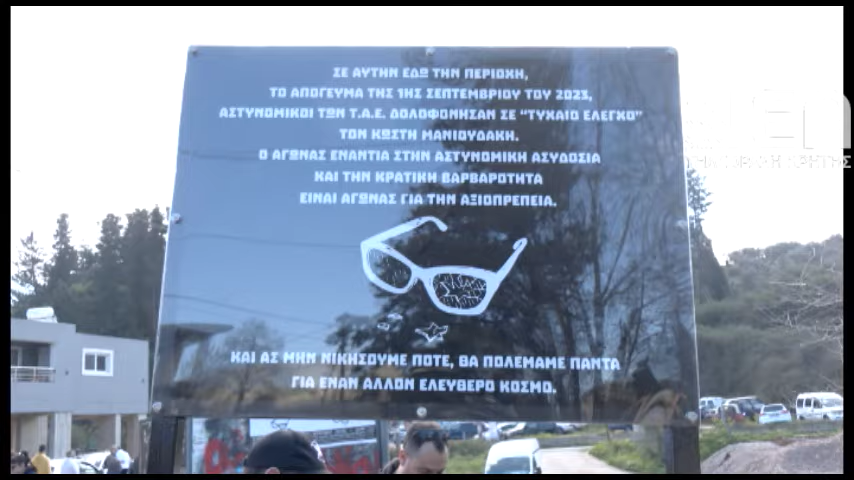 ΣΕ ΑΥΤΗΝ ΕΔΩ ΤΗΝ ΠΕΡΙΟΧΗ,
ΤΟ ΑΠΟΓΕΥΜΑ ΤΗΣ 1ΗΣ ΣΕΠΤΕΜΒΡΙΟΥ ΤΟΥ 2023,
ΑΣΤΥΝΟΜΙΚΟΙ ΤΩΝ Τ.Α.Ε. ΔΟΛΟΦΟΝΗΣΑΝ ΣΕ "ΤΥΧΑΙΟ ΕΛΕΓΧΟ"
ΤΟΝ ΚΩΣΤΗ ΜΑΝΙΟΥΔΑΚΗ.
Ο ΑΓΩΝΑΣ ΕΝΑΝΤΙΑ ΣΤΗΝ ΑΣΤΥΝΟΜΙΚΗ ΑΣΥΔΟΣΙΑ
ΚΑΙ ΤΗΝ ΚΡΑΤΙΚΗ ΒΑΡΒΑΡΟΤΗΤΑ
ΕΙΝΑΙ ΑΓΩΝΑΣ ΓΙΑ ΤΗΝ ΑΞΙΟΠΡΕΠΕΙΑ.
ΚΑΙ ΑΣ ΜΗΝ ΝΙΚΗΣΟΥΜΕ ΠΟΤΕ, ΘΑ ΠΟΛΕΜΑΜΕ ΠΑΝΤΑ
ΓΙΑ ΕΝΑΝ ΑΛΛΟΝ ΕΛΕΥΘΕΡΟ ΚΟΣΜΟ.